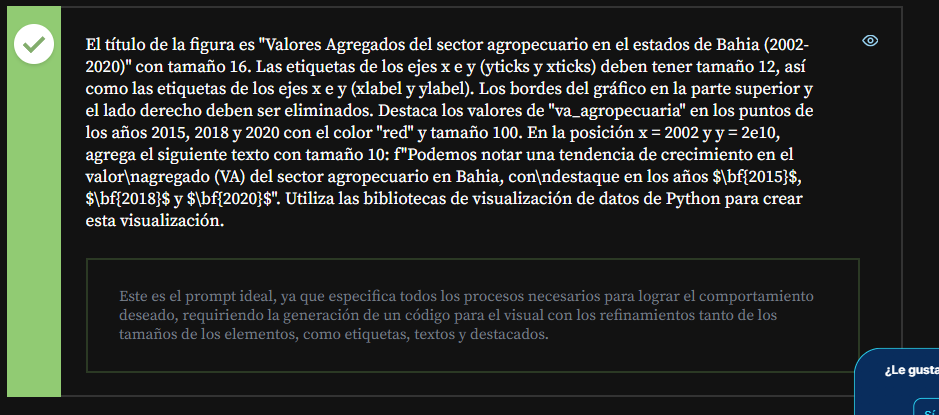 El título de la figura es "Valores Agregados del sector agropecuario en el estados de Bahia (2002-
2020)" con tamaño 16. Las etiquetas de los ejes x e y (yticks y xticks) deben tener tamaño 12, así
como las etiquetas de los ejes x e y (xlabel y ylabel). Los bordes del gráfico en la parte superior y
el lado derecho deben ser eliminados. Destaca los valores de "va_agropecuaria" en los puntos de
los años 2015, 2018 y 2020 con el color "red" y tamaño 100. En la posición x = 2002 y y = 2e10,
agrega el siguiente texto con tamaño 10: f"Podemos notar una tendencia de crecimiento en el
valor\nagregado (VA) del sector agropecuario en Bahia, con\ndestaque en los años $\bf{2015}$,
$\bf{2018}$ y $\bf{2020}$". Utiliza las bibliotecas de visualización de datos de Python para crear
esta visualización.
Este es el prompt ideal, ya que especifica todos los procesos necesarios para lograr el comportamiento
deseado, requiriendo la generación de un código para el visual con los refinamientos tanto de los
tamaños de los elementos, como etiquetas, textos y destacados.
¿Le gusta